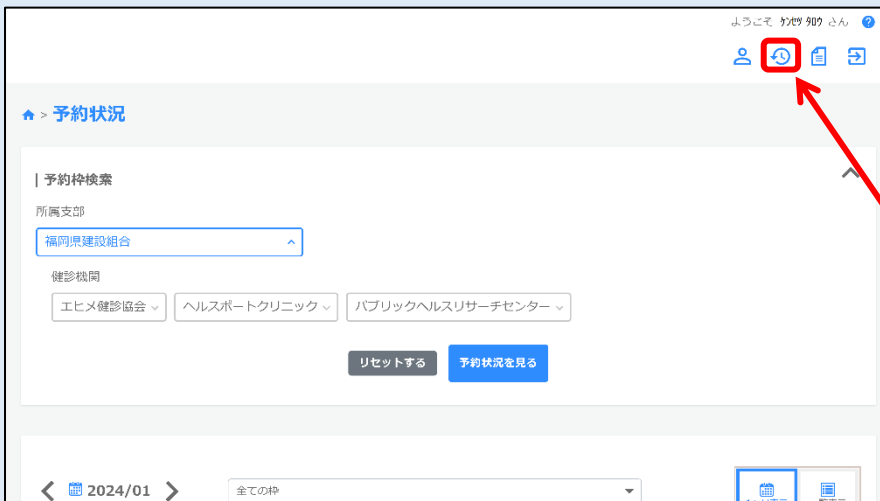 ようこそ ｹﾝｾﾂ ﾀﾛｳ さん ?
> 予約状況
| 予約枠検索
所属支部
福岡県建設組合
健診機関
エヒメ健診協会 ヘルスポートクリニック パブリックヘルスリサーチセンター
リセットする 予約状況を見る
2024/01 全ての枠